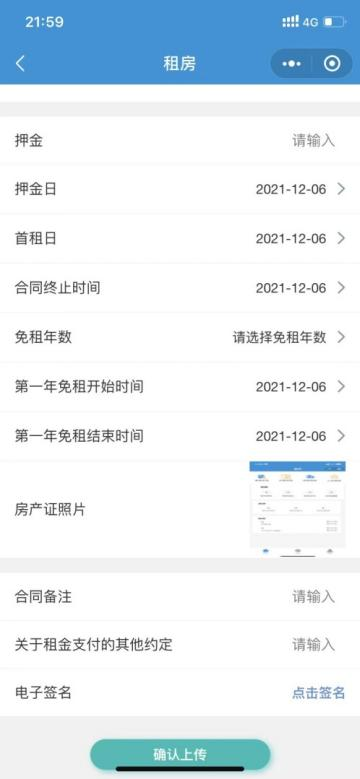 21:59
4G
租房
押金 请输入
押金日 2021-12-06
首租日 2021-12-06
合同终止时间 2021-12-06
免租年数 请选择免租年数
第一年免租开始时间 2021-12-06
第一年免租结束时间 2021-12-06
房产证照片
合同备注 请输入
关于租金支付的其他约定 请输入
电子签名 点击签名
确认上传